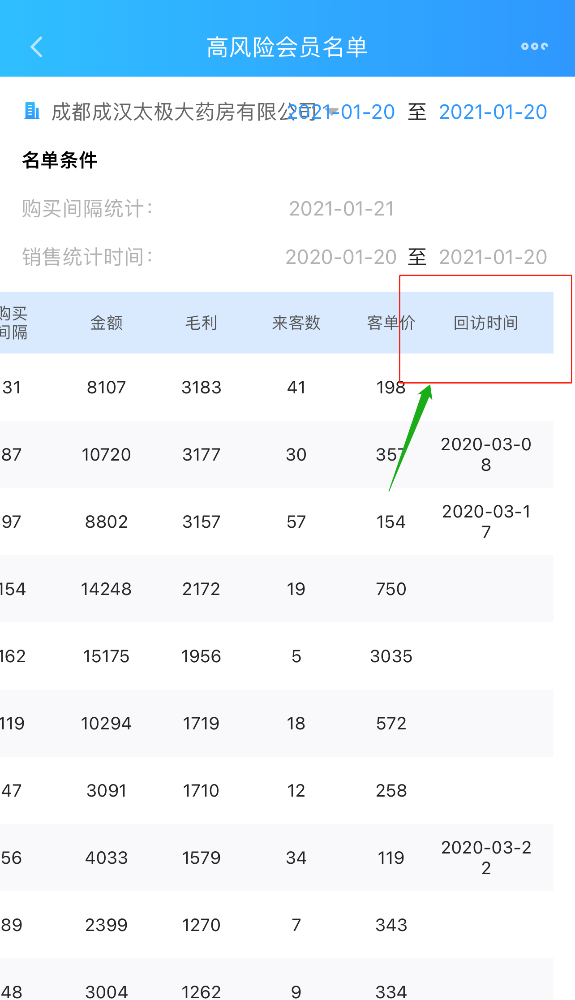 高风险会员名单
成都成汉太极大药房有限公司 2021-01-20 至 2021-01-20
名单条件
购买间隔统计： 2021-01-21
销售统计时间： 2020-01-20 至 2021-01-20
购买 金额 毛利 来客数 客单价 回访时间
间隔
31 8107 3183 41 198
87 10720 3177 30 357 2020-03-0
8
97 8802 3157 57 154 2020-03-1
7
154 14248 2172 19 750
162 15175 1956 5 3035
119 10294 1719 18 572
47 3091 1710 12 258
56 4033 1579 34 119 2020-03-2
2
89 2399 1270 7 343
48 3004 1262 9 334